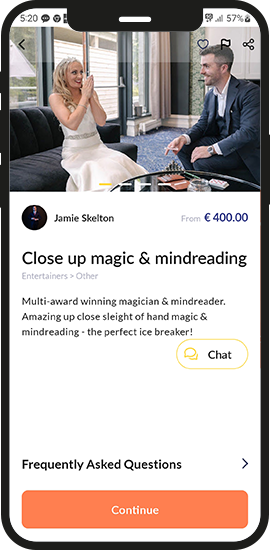 5:20
57%
Jamie Skelton
From € 400.00
Close up magic & mindreading
Entertainers > Other
Multi-award winning magician & mindreader.
Amazing up close sleight of hand magic &
mindreading - the perfect ice breaker!
Chat
Frequently Asked Questions
Continue